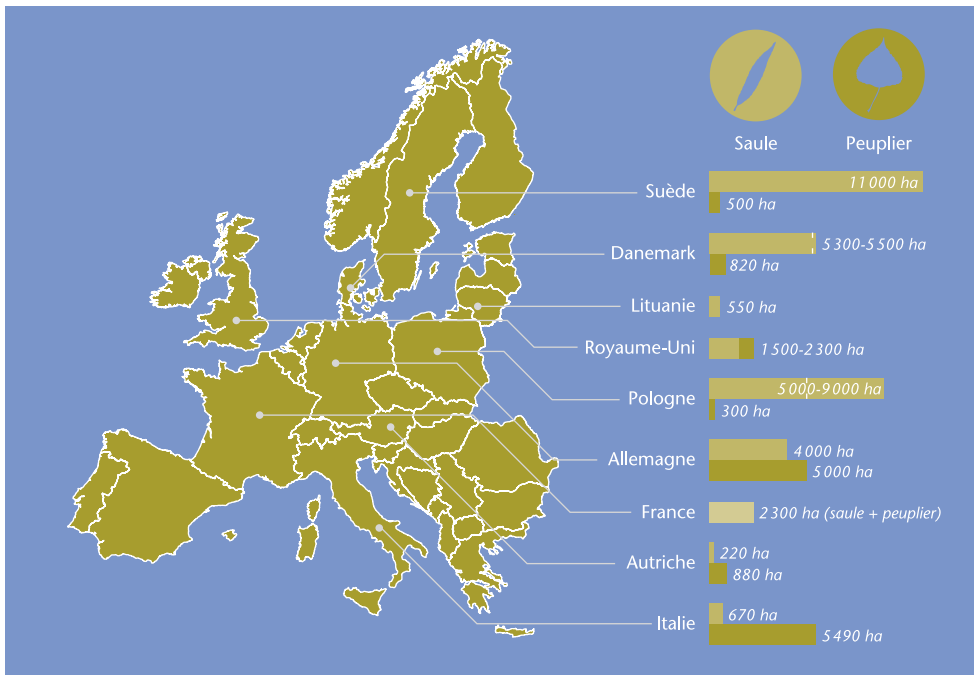 Saule Peuplier
Suède
11 000 ha
500 ha
Danemark
5 300-5 500 ha
820 ha
Lituanie
550 ha
Royaume-Uni
1 500-2 300 ha
Pologne
5 000-9 000 ha
300 ha
Allemagne
4 000 ha
5 000 ha
France
2 300 ha (saule + peuplier)
Autriche
220 ha
880 ha
Italie
670 ha
5 490 ha